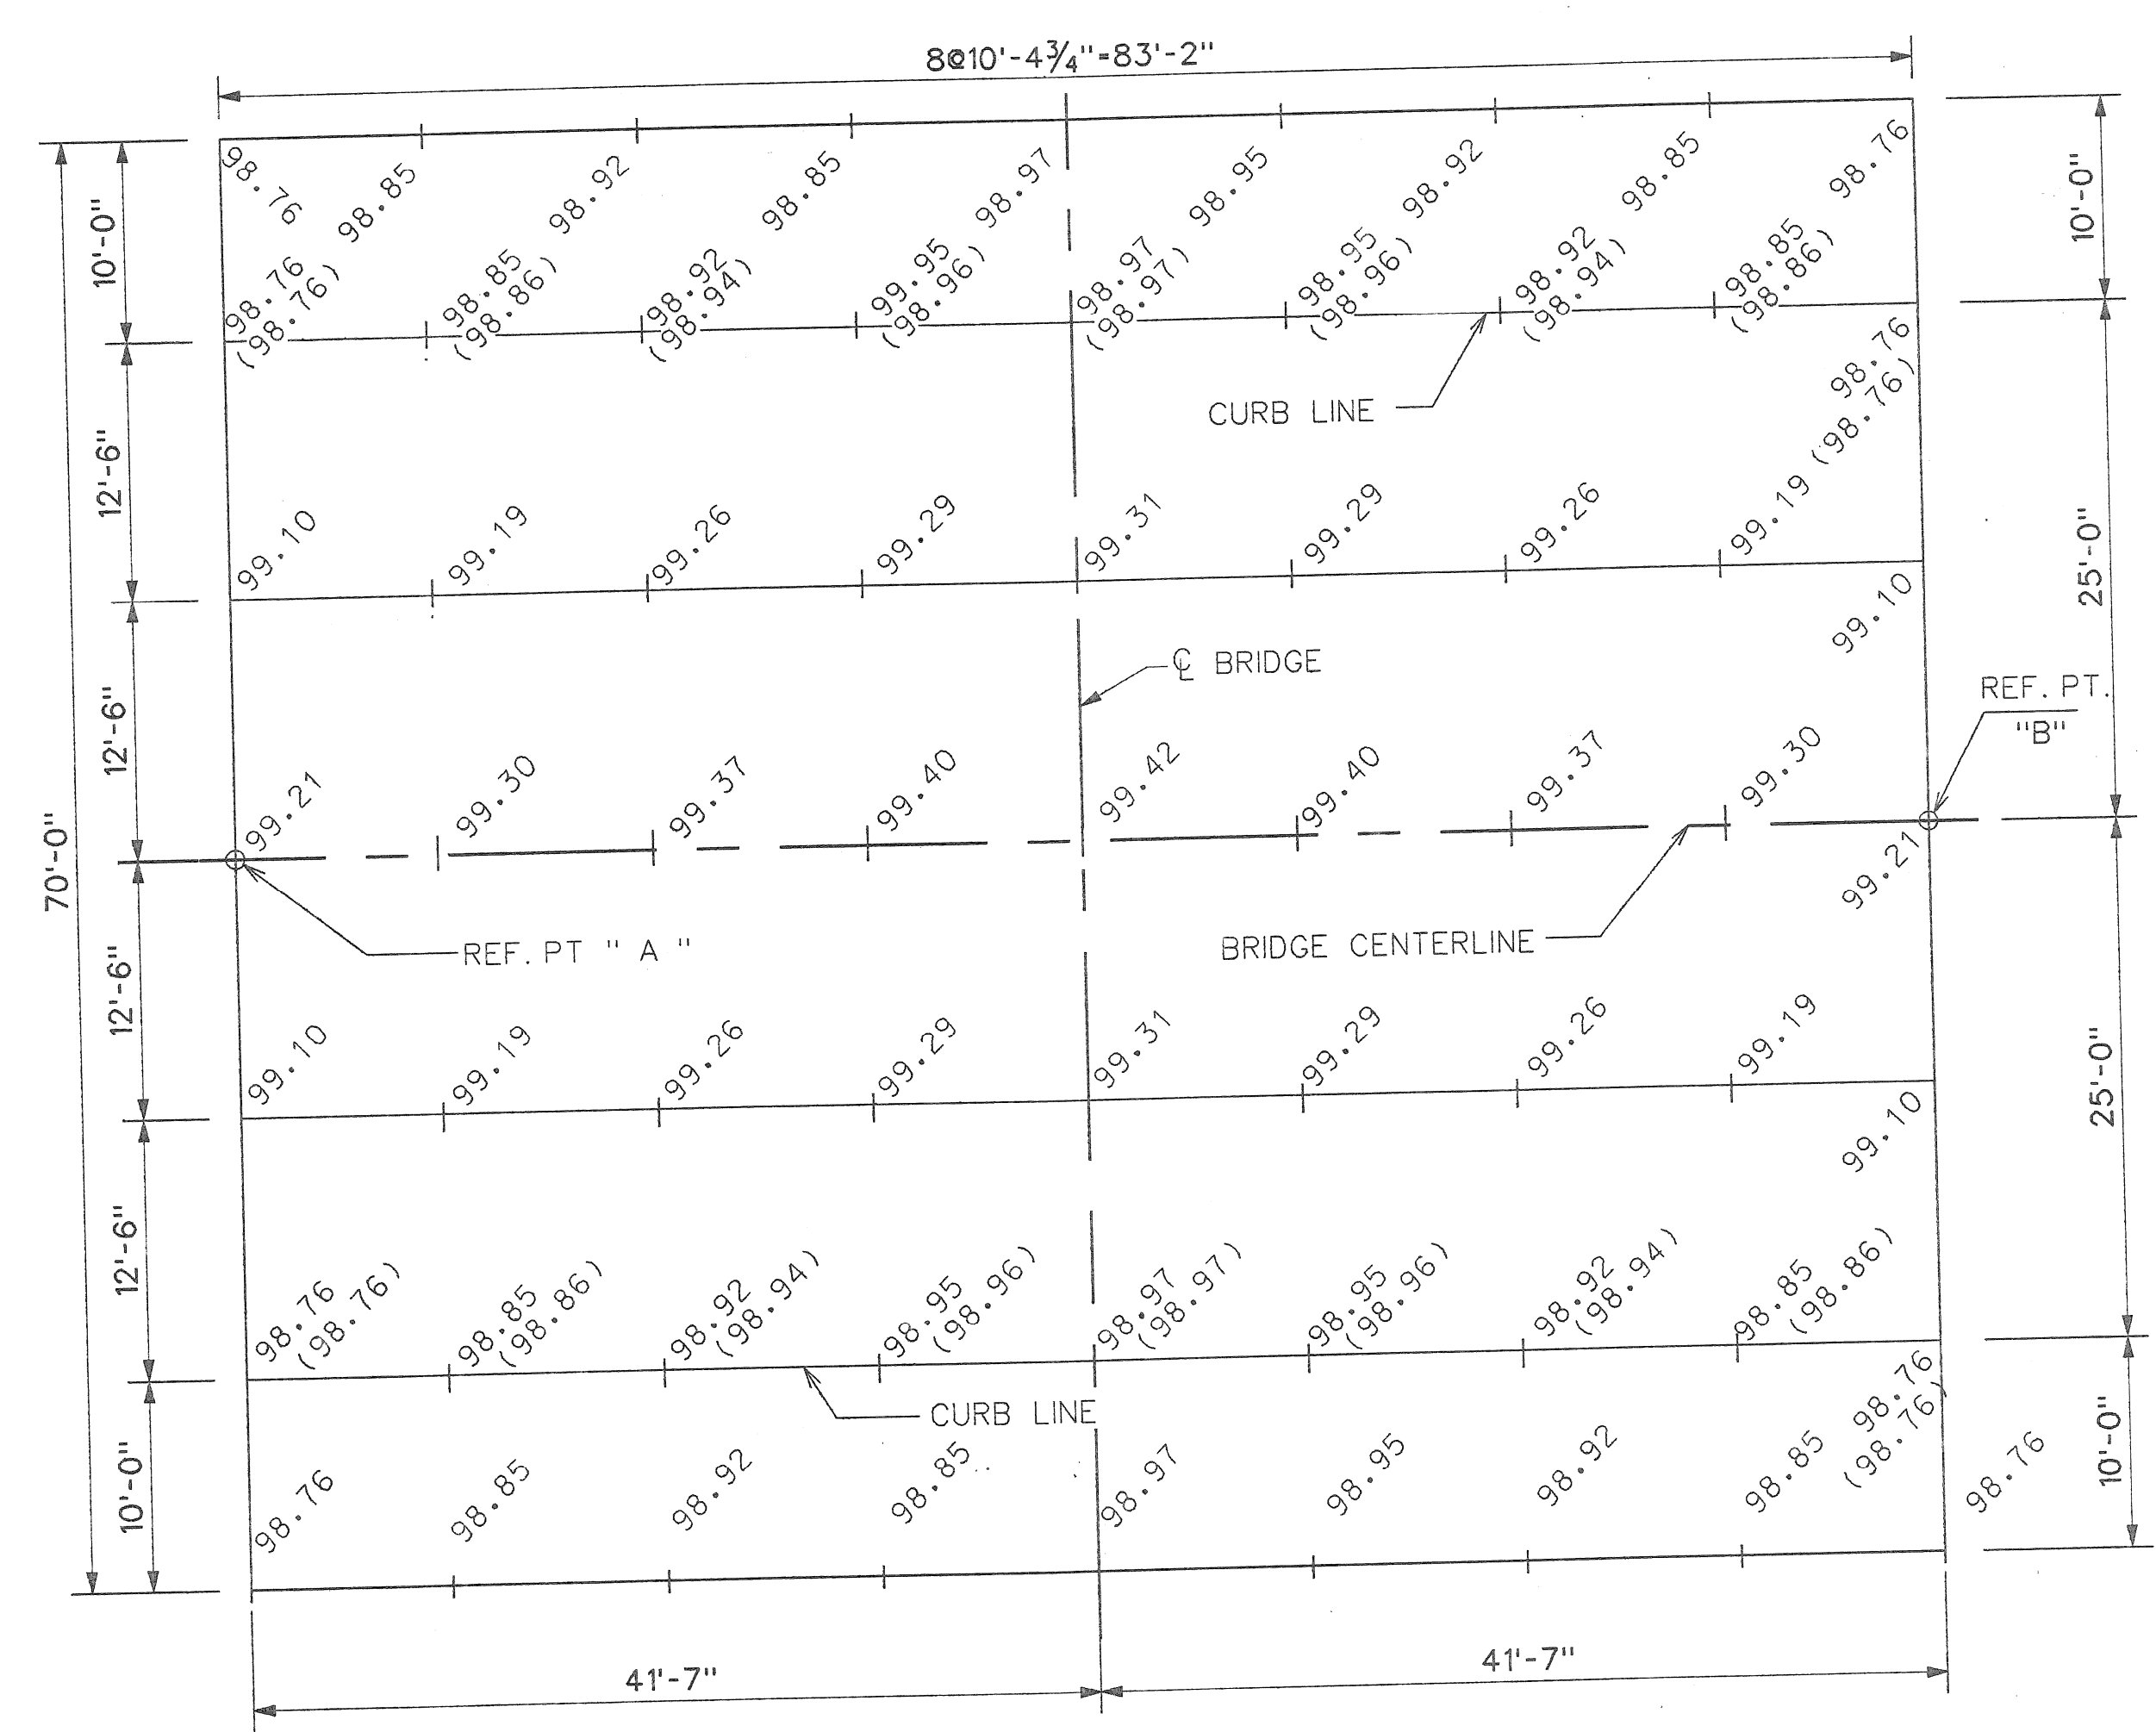 8@10'-4¾"=83'-2"
98.76 98.85 98.92 98.85 98.97 98.95 98.92 98.85 98.76
10'-0"
10'-0"
98.76 98.85 98.92 99.95 98.97 98.95 98.92 98.85 98.76
(98.76) (98.86) (98.94) (98.96) (98.97) (98.96) (98.94) (98.86) (98.76)
CURB LINE
12'-6"
99.10 99.19 99.26 99.29 99.31 99.29 99.26 99.19 99.10
25'-0"
₵ BRIDGE
12'-6"
REF. PT.
"B"
99.21 99.30 99.37 99.40 99.42 99.40 99.37 99.30 99.21
70'-0"
REF. PT " A "
BRIDGE CENTERLINE
12'-6"
99.10 99.19 99.26 99.29 99.31 99.29 99.26 99.19 99.10
25'-0"
12'-6"
98.76 98.85 98.92 98.95 98.97 98.95 98.92 98.85 98.76
(98.76) (98.86) (98.94) (98.96) (98.97) (98.96) (98.94) (98.86) (98.76)
CURB LINE
10'-0"
98.76 98.85 98.92 98.85 98.97 98.95 98.92 98.85 98.76
10'-0"
41'-7"
41'-7"